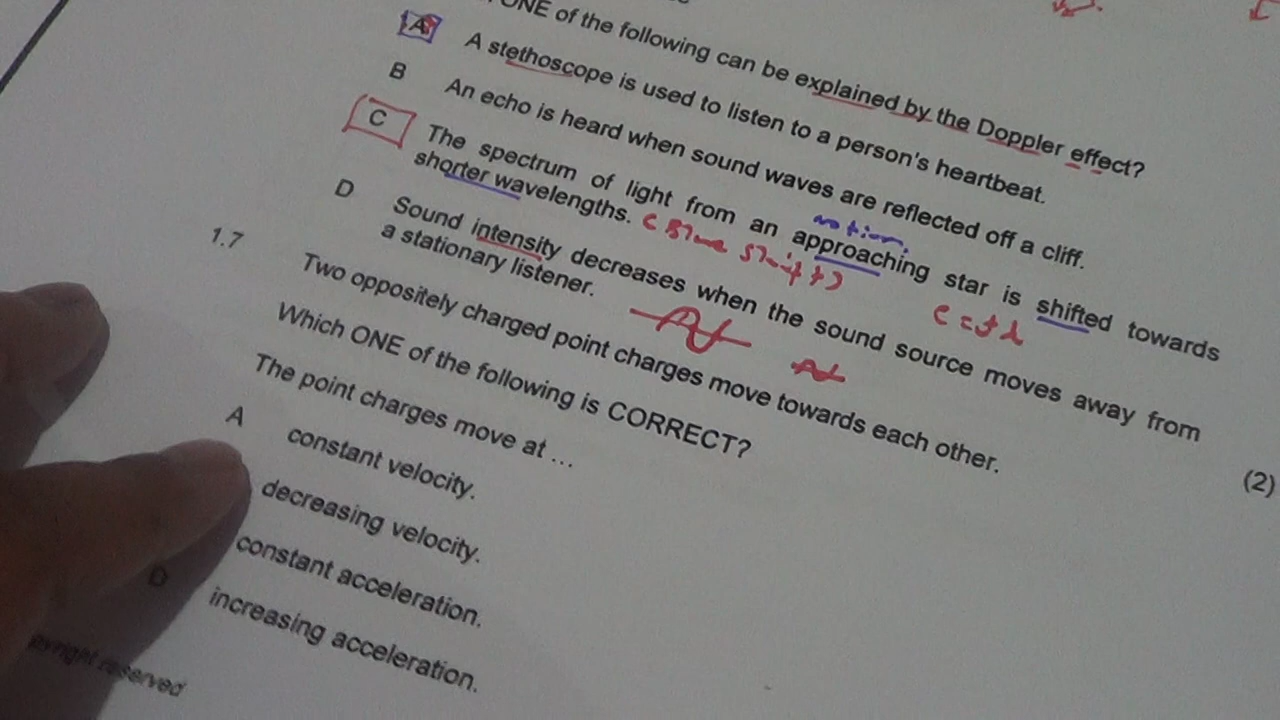 ONE of the following can be explained by the Doppler effect?
A A stethoscope is used to listen to a person's heartbeat.
B An echo is heard when sound waves are reflected off a cliff.
motion
C The spectrum of light from an approaching star is shifted towards
shorter wavelengths. (Blue shift)
D Sound intensity decreases when the sound source moves away from
a stationary listener.
(2)
1.7 Two oppositely charged point charges move towards each other.
Which ONE of the following is CORRECT?
The point charges move at ...
A constant velocity.
decreasing velocity.
constant acceleration.
D increasing acceleration.
reserved